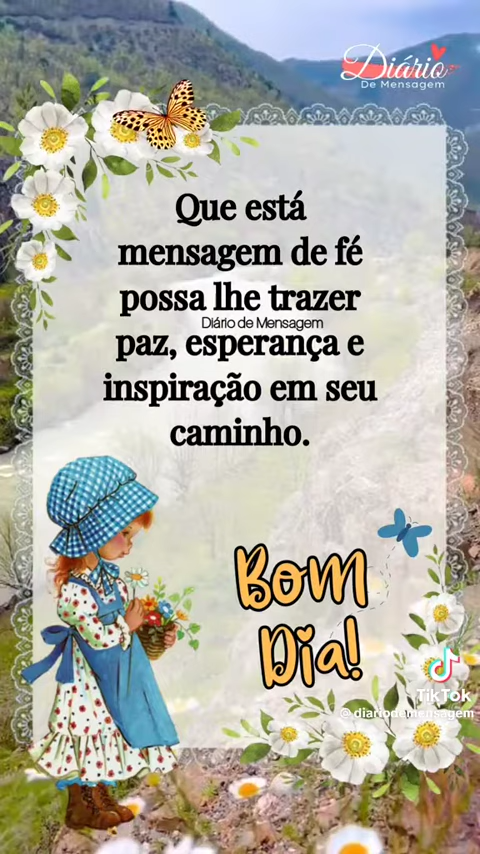 Diário
De Mensagem
Que está
mensagem de fé
possa lhe trazer
Diário de Mensagem
paz, esperança e
inspiração em seu
caminho.
Bom
Dia!
TikTok
@diariodemensagem